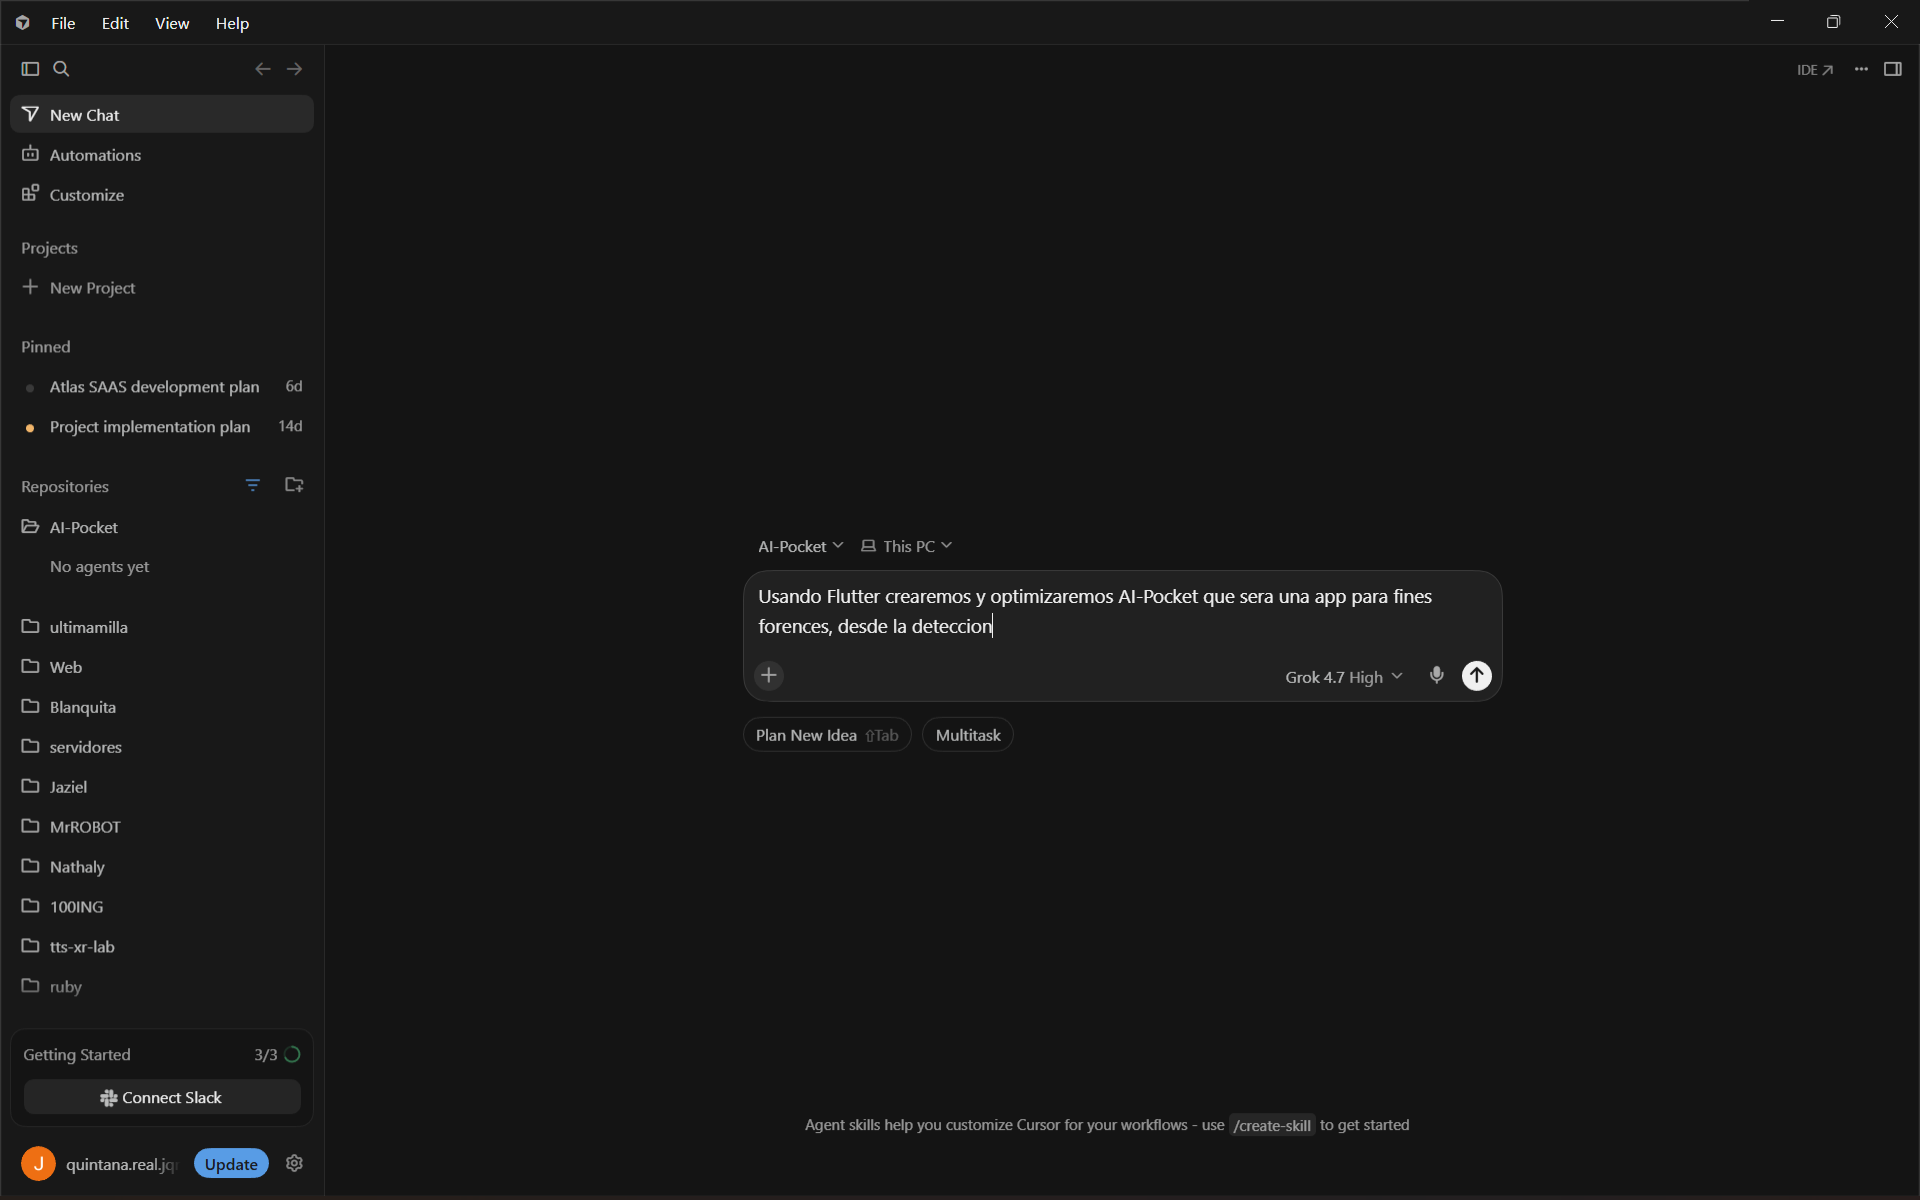 File Edit View Help
IDE
New Chat
Automations
Customize
Projects
New Project
Pinned
Atlas SAAS development plan 6d
Project implementation plan 14d
Repositories
AI-Pocket
No agents yet
ultimamilla
Web
Blanquita
servidores
Jaziel
MrROBOT
Nathaly
100ING
tts-xr-lab
ruby
Getting Started 3/3
Connect Slack
J quintana.real.jq Update
AI-Pocket This PC
Usando Flutter crearemos y optimizaremos AI-Pocket que sera una app para fines
forences, desde la deteccion
Grok 4.7 High
Plan New Idea ⇧Tab Multitask
Agent skills help you customize Cursor for your workflows - use /create-skill to get started